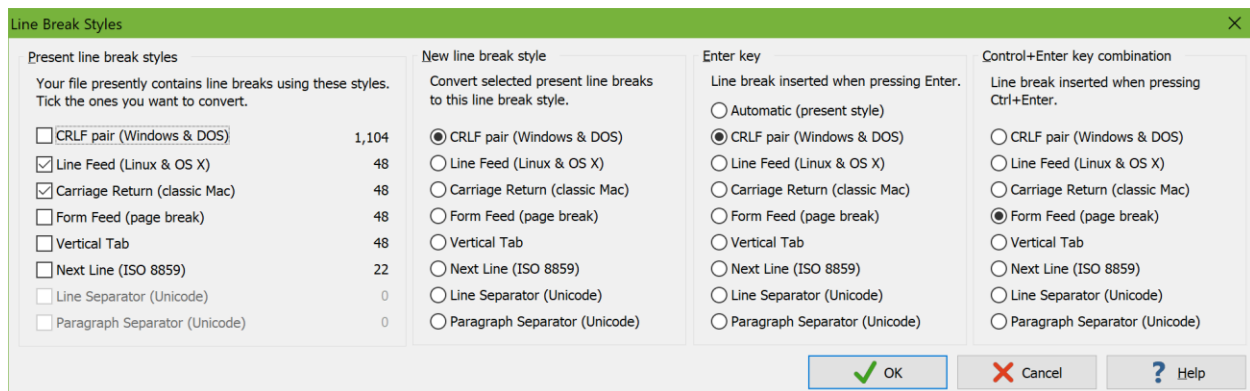 Line Break Styles
Present line break styles
Your file presently contains line breaks using these styles.
Tick the ones you want to convert.
CRLF pair (Windows & DOS) 1,104
Line Feed (Linux & OS X) 48
Carriage Return (classic Mac) 48
Form Feed (page break) 48
Vertical Tab 48
Next Line (ISO 8859) 22
Line Separator (Unicode) 0
Paragraph Separator (Unicode) 0
New line break style
Convert selected present line breaks
to this line break style.
CRLF pair (Windows & DOS)
Line Feed (Linux & OS X)
Carriage Return (classic Mac)
Form Feed (page break)
Vertical Tab
Next Line (ISO 8859)
Line Separator (Unicode)
Paragraph Separator (Unicode)
Enter key
Line break inserted when pressing Enter.
Automatic (present style)
CRLF pair (Windows & DOS)
Line Feed (Linux & OS X)
Carriage Return (classic Mac)
Form Feed (page break)
Vertical Tab
Next Line (ISO 8859)
Line Separator (Unicode)
Paragraph Separator (Unicode)
Control+Enter key combination
Line break inserted when pressing
Ctrl+Enter.
CRLF pair (Windows & DOS)
Line Feed (Linux & OS X)
Carriage Return (classic Mac)
Form Feed (page break)
Vertical Tab
Next Line (ISO 8859)
Line Separator (Unicode)
Paragraph Separator (Unicode)
OK
Cancel
? Help